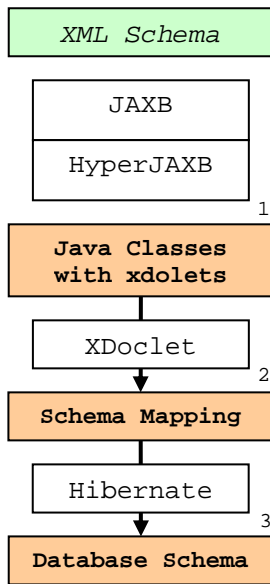 XML Schema
JAXB
HyperJAXB
1
Java Classes
with xdolets
XDoclet
2
Schema Mapping
Hibernate
3
Database Schema